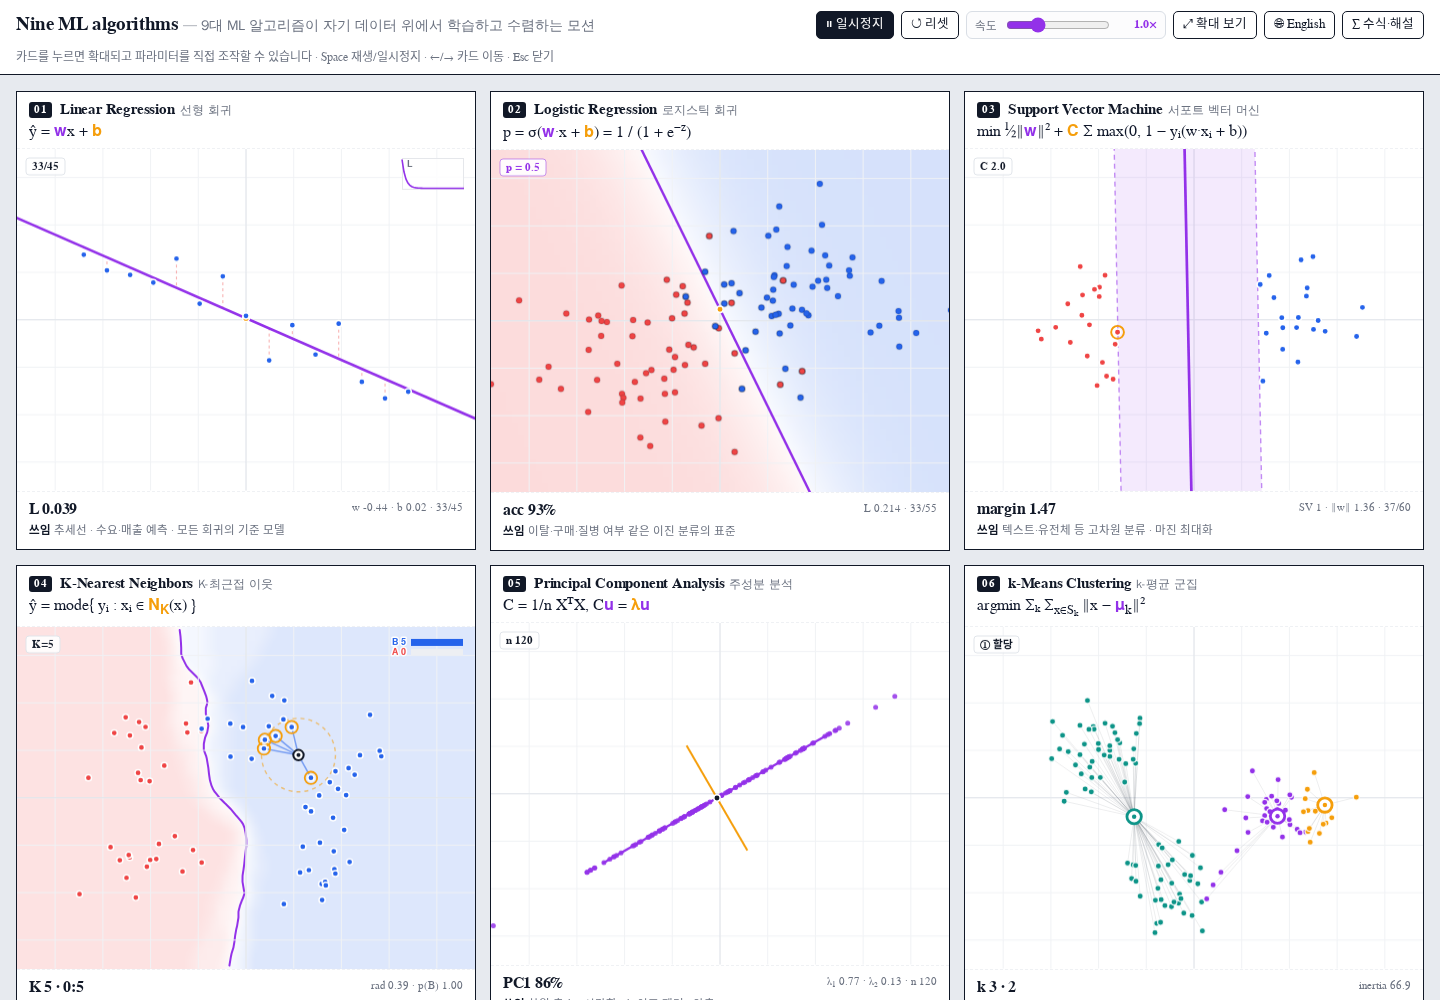 Nine ML algorithms — 9대 ML 알고리즘이 자기 데이터 위에서 학습하고 수렴하는 모션
⏸ 일시정지 리셋 속도 1.0× ⤢ 확대 보기 🌐 English ∑ 수식·해설
카드를 누르면 확대되고 파라미터를 직접 조작할 수 있습니다 · Space 재생/일시정지 · ←/→ 카드 이동 · Esc 닫기
01 Linear Regression 선형 회귀
ŷ = wx + b
33/45
L
L 0.039
w -0.44 · b 0.02 · 33/45
쓰임 추세선 · 수요·매출 예측 · 모든 회귀의 기준 모델
02 Logistic Regression 로지스틱 회귀
p = σ(w·x + b) = 1 / (1 + e⁻ᶻ)
p = 0.5
acc 93%
L 0.214 · 33/55
쓰임 이탈·구매·질병 여부 같은 이진 분류의 표준
03 Support Vector Machine 서포트 벡터 머신
min ½‖w‖² + C Σ max(0, 1 − yᵢ(w·xᵢ + b))
C 2.0
margin 1.47
SV 1 · ‖w‖ 1.36 · 37/60
쓰임 텍스트·유전체 등 고차원 분류 · 마진 최대화
04 K-Nearest Neighbors K-최근접 이웃
ŷ = mode{ yᵢ : xᵢ ∈ N_K(x) }
K=5
B 5
A 0
K 5 · 0:5
rad 0.39 · p(B) 1.00
05 Principal Component Analysis 주성분 분석
C = 1/n XᵀX, Cu = λu
n 120
PC1 86%
λ₁ 0.77 · λ₂ 0.13 · n 120
06 k-Means Clustering k-평균 군집
argmin Σₖ Σ_x∈Sₖ ‖x − μₖ‖²
① 할당
k 3 · 2
inertia 66.9